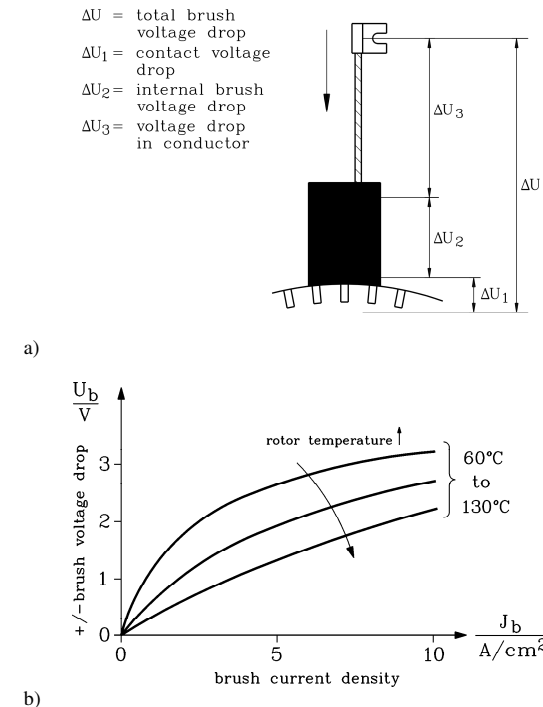 ΔU = total brush
voltage drop
ΔU₁= contact voltage
drop
ΔU₂= internal brush
voltage drop
ΔU₃= voltage drop
in conductor
ΔU₃
ΔU
ΔU₂
ΔU₁
a)
U_b
V
+/-brush voltage drop
3
2
1
0
rotor temperature
60°C
to
130°C
0
5
10
J_b
A/cm²
brush current density
b)